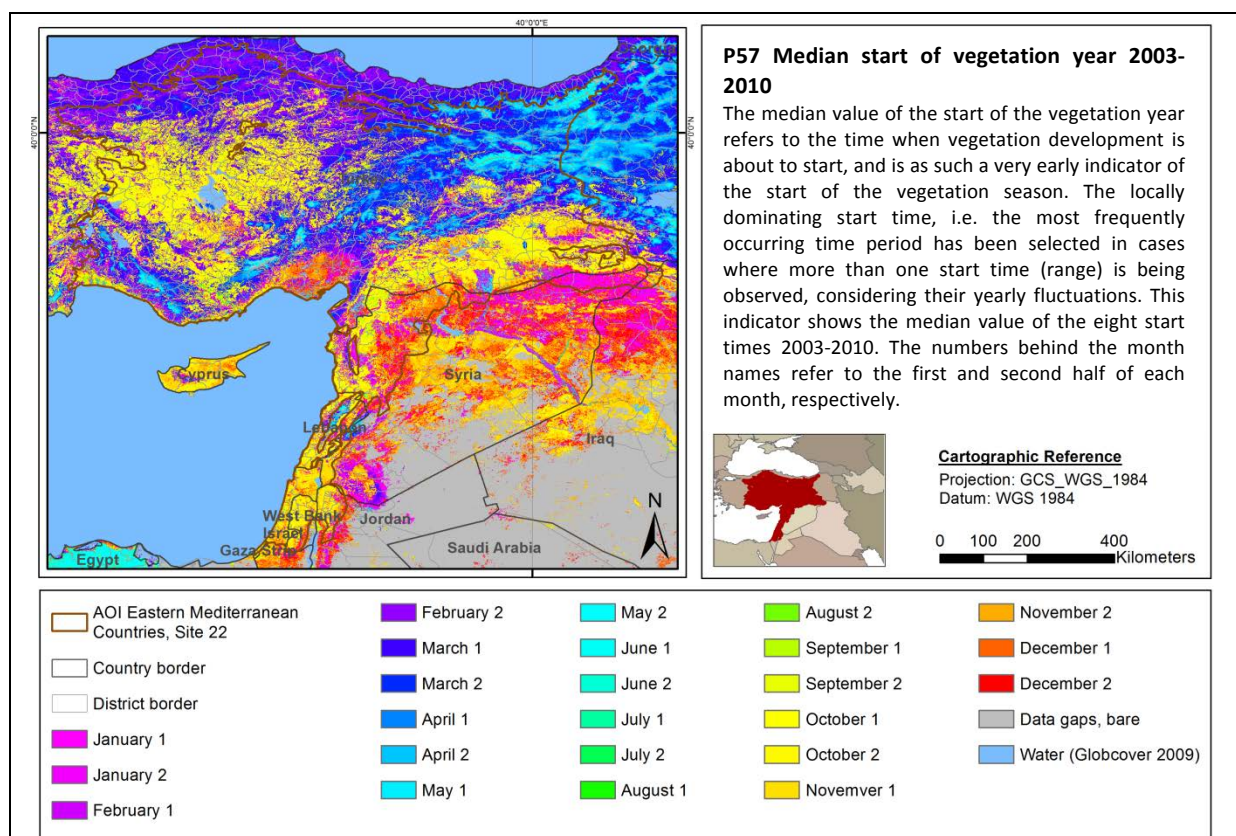 40°0'0"E
40°0'0"N
40°0'0"N
Georgia
Cyprus
Syria
Lebanon
Iraq
West Bank
Israel
Jordan
Gaza Strip
Saudi Arabia
Egypt
N
40°0'0"E
P57 Median start of vegetation year 2003-
2010
The median value of the start of the vegetation year
refers to the time when vegetation development is
about to start, and is as such a very early indicator of
the start of the vegetation season. The locally
dominating start time, i.e. the most frequently
occurring time period has been selected in cases
where more than one start time (range) is being
observed, considering their yearly fluctuations. This
indicator shows the median value of the eight start
times 2003-2010. The numbers behind the month
names refer to the first and second half of each
month, respectively.
Cartographic Reference
Projection: GCS_WGS_1984
Datum: WGS 1984
0 100 200 400
Kilometers
AOI Eastern Mediterranean
Countries, Site 22
Country border
District border
January 1
January 2
February 1
February 2
March 1
March 2
April 1
April 2
May 1
May 2
June 1
June 2
July 1
July 2
August 1
August 2
September 1
September 2
October 1
October 2
Novemver 1
November 2
December 1
December 2
Data gaps, bare
Water (Globcover 2009)